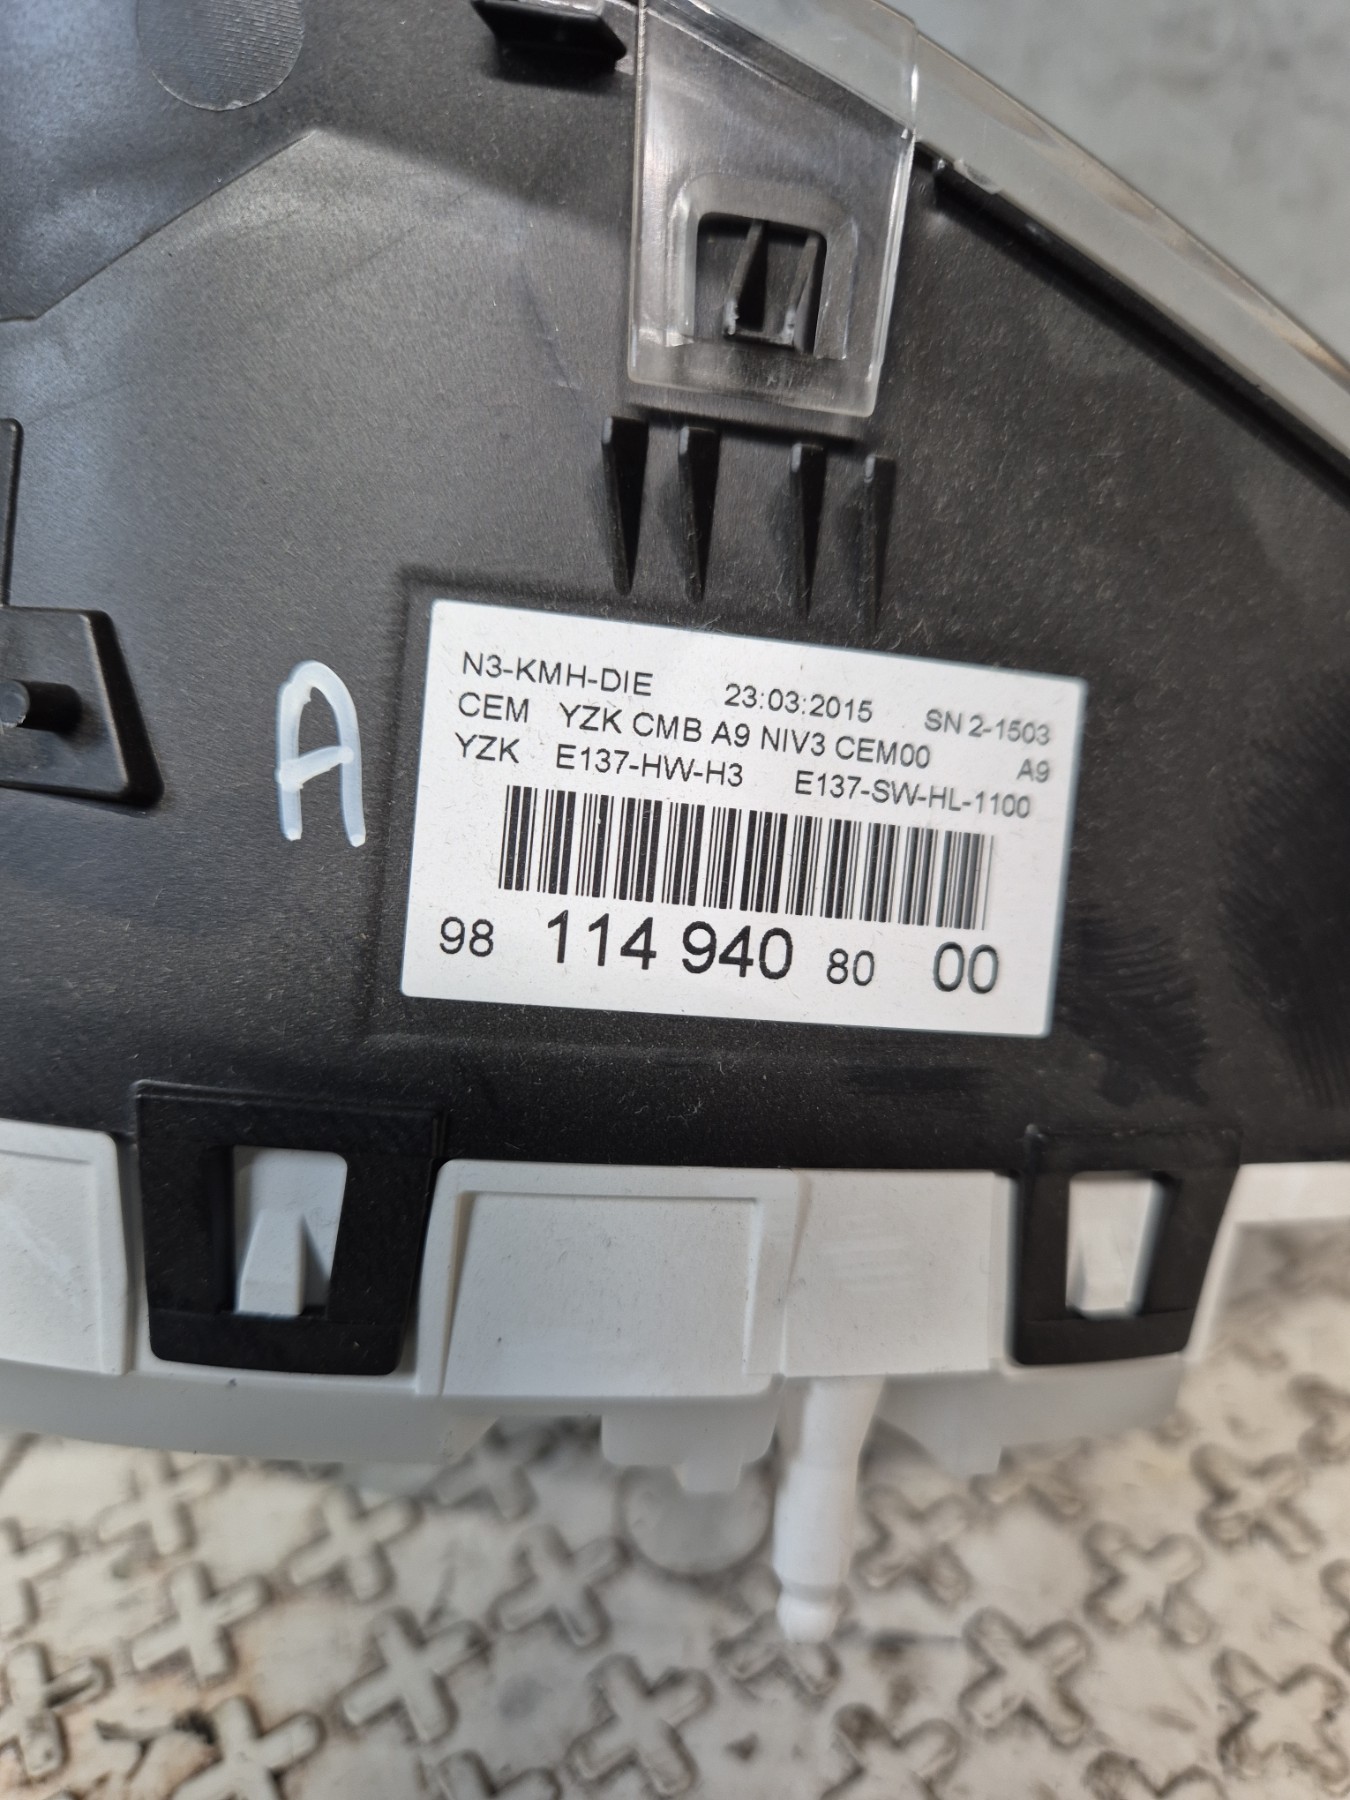 A
N3-KMH-DIE 23:03:2015 SN 2-1503
CEM YZK CMB A9 NIV3 CEM00 A9
YZK E137-HW-H3 E137-SW-HL-1100
98 114 940 80 00